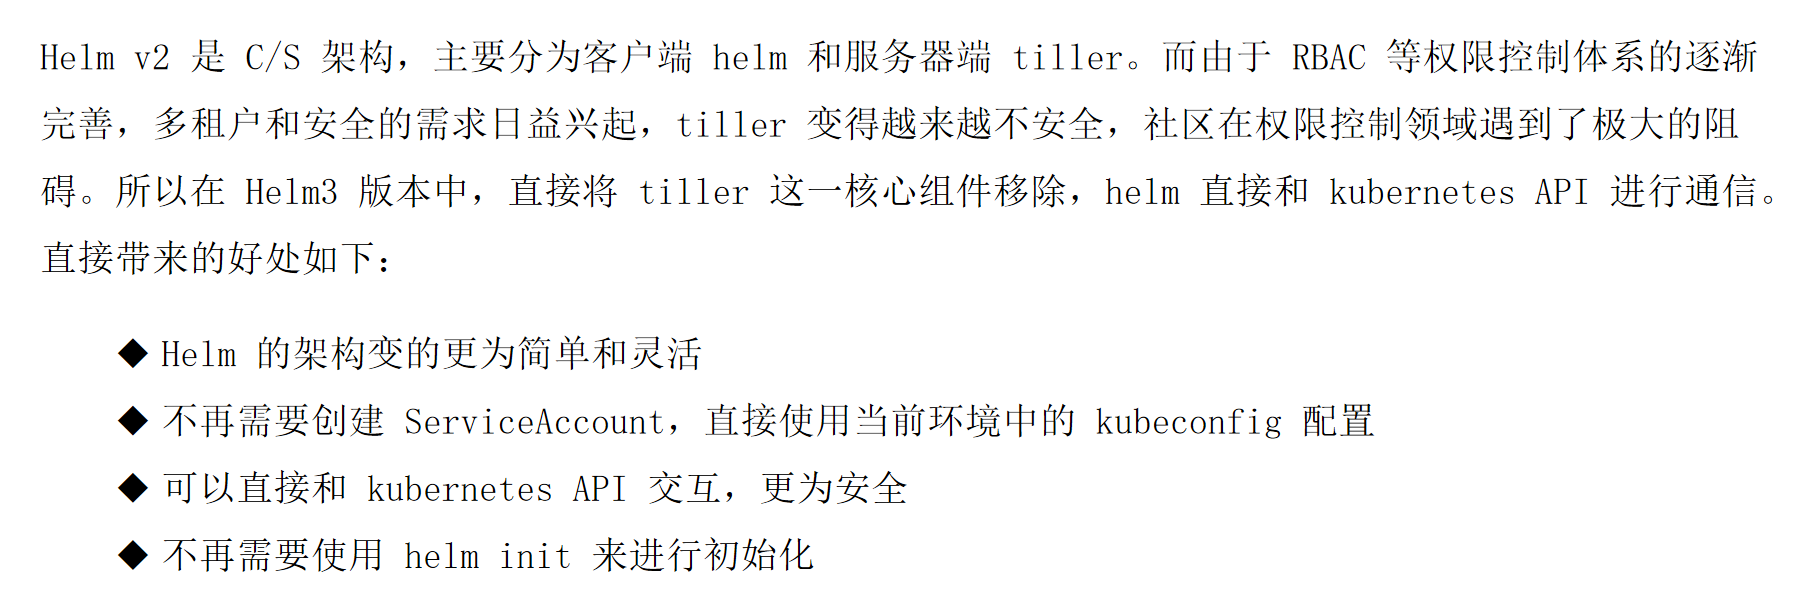 Helm v2 是 C/S 架构，主要分为客户端 helm 和服务器端 tiller。而由于 RBAC 等权限控制体系的逐渐
完善，多租户和安全的需求日益兴起，tiller 变得越来越不安全，社区在权限控制领域遇到了极大的阻
碍。所以在 Helm3 版本中，直接将 tiller 这一核心组件移除，helm 直接和 kubernetes API 进行通信。
直接带来的好处如下：
◆ Helm 的架构变的更为简单和灵活
◆ 不再需要创建 ServiceAccount，直接使用当前环境中的 kubeconfig 配置
◆ 可以直接和 kubernetes API 交互，更为安全
◆ 不再需要使用 helm init 来进行初始化